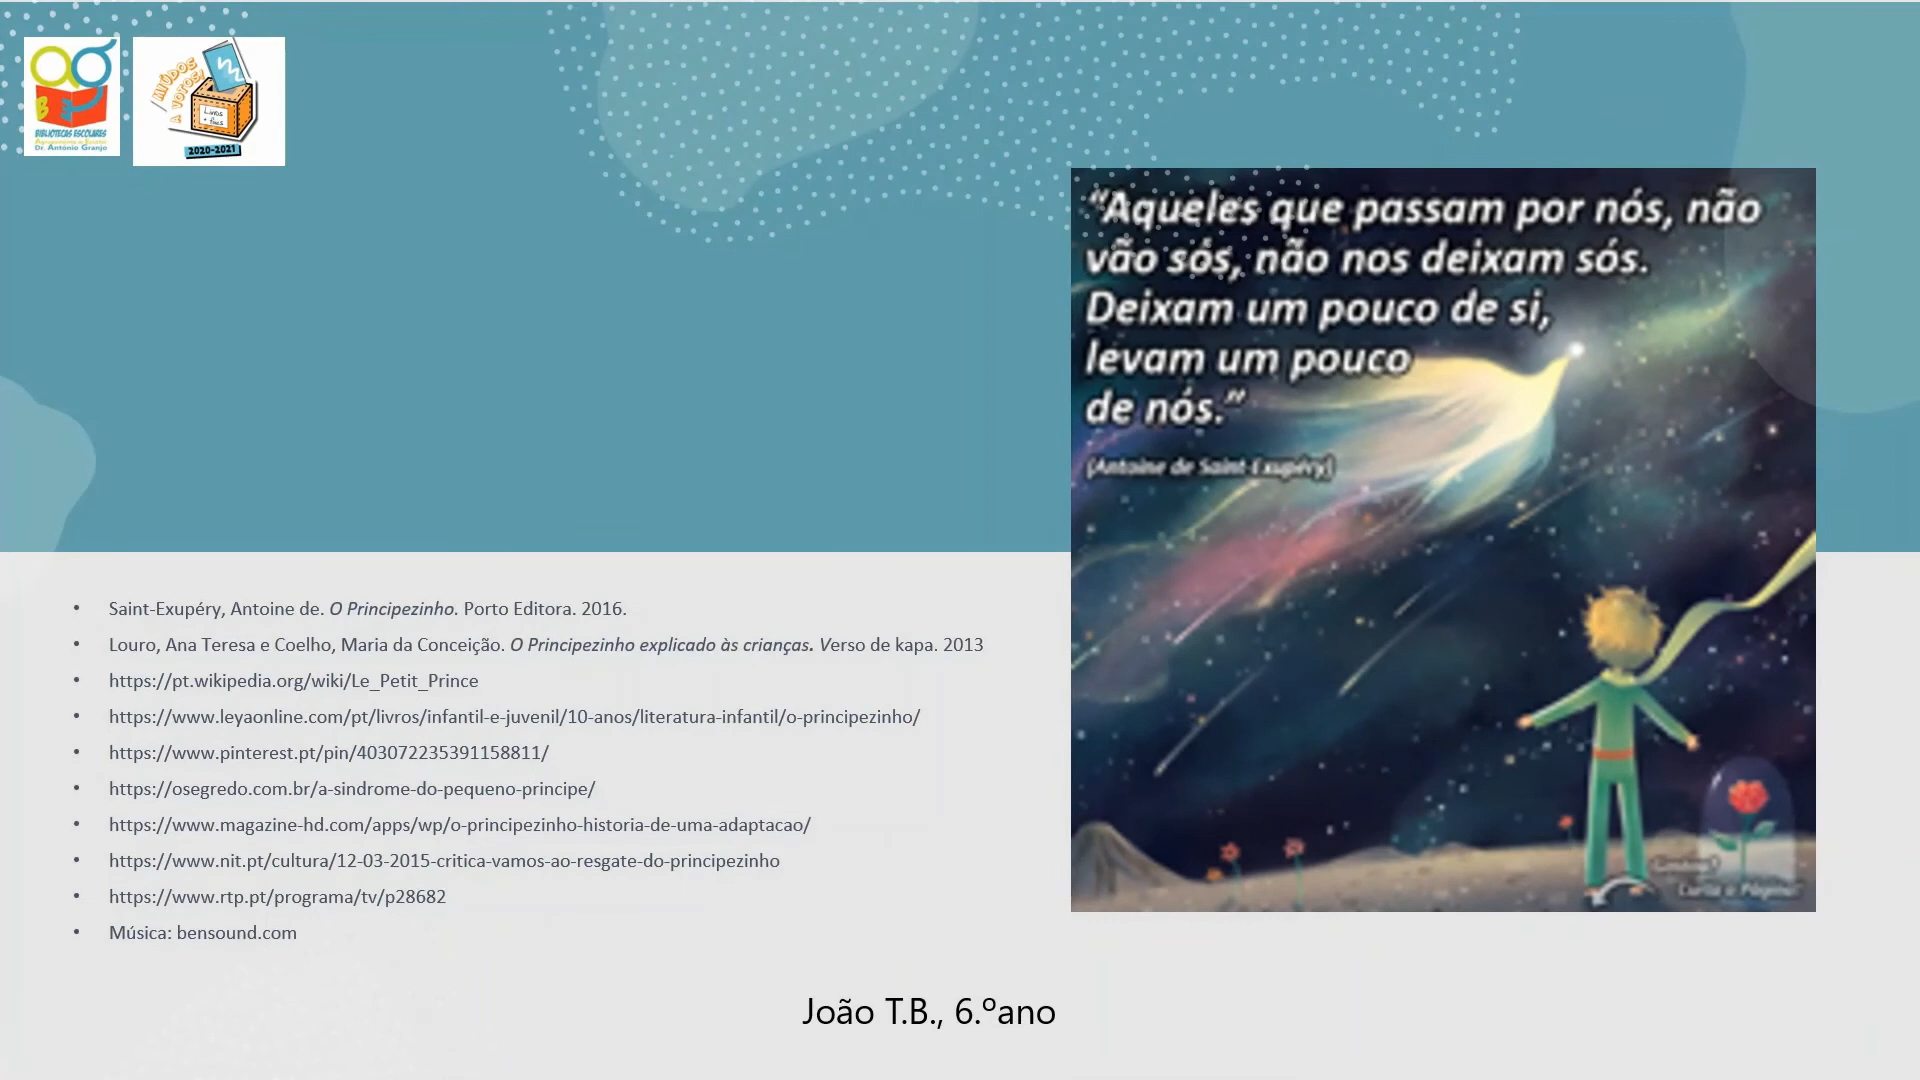 BIBLIOTECAS ESCOLARES
Agrupamento de Escolas
Dr. António Granjo
MIÚDOS
A VOTOS!
Livros
2020-2021
“Aqueles que passam por nós, não
vão sós, não nos deixam sós.
Deixam um pouco de si,
levam um pouco
de nós.”
(Antoine de Saint-Exupéry)
• Saint-Exupéry, Antoine de. O Principezinho. Porto Editora. 2016.
• Louro, Ana Teresa e Coelho, Maria da Conceição. O Principezinho explicado às crianças. Verso de kapa. 2013
• https://pt.wikipedia.org/wiki/Le_Petit_Prince
• https://www.leyaonline.com/pt/livros/infantil-e-juvenil/10-anos/literatura-infantil/o-principezinho/
• https://www.pinterest.pt/pin/403072235391158811/
• https://osegredo.com.br/a-sindrome-do-pequeno-principe/
• https://www.magazine-hd.com/apps/wp/o-principezinho-historia-de-uma-adaptacao/
• https://www.nit.pt/cultura/12-03-2015-critica-vamos-ao-resgate-do-principezinho
• https://www.rtp.pt/programa/tv/p28682
• Música: bensound.com
Curta a Página!
João T.B., 6.ºano